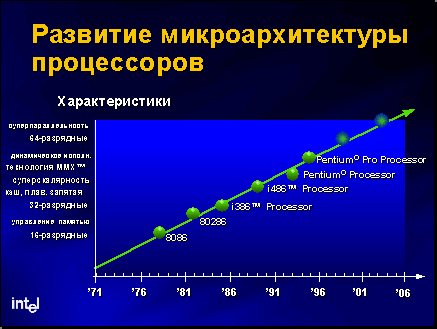 Развитие микроархитектуры
процессоров
Характеристики
суперпараллельность
64-разрядные
динамическое исполн.
технология MMX™
суперскалярность
кэш, плав. запятая
32-разрядные
управление памятью
16-разрядные
Pentium® Pro Processor
Pentium® Processor
i486™ Processor
i386™ Processor
80286
8086
'71 '76 '81 '86 '91 '96 '01 '06
intel